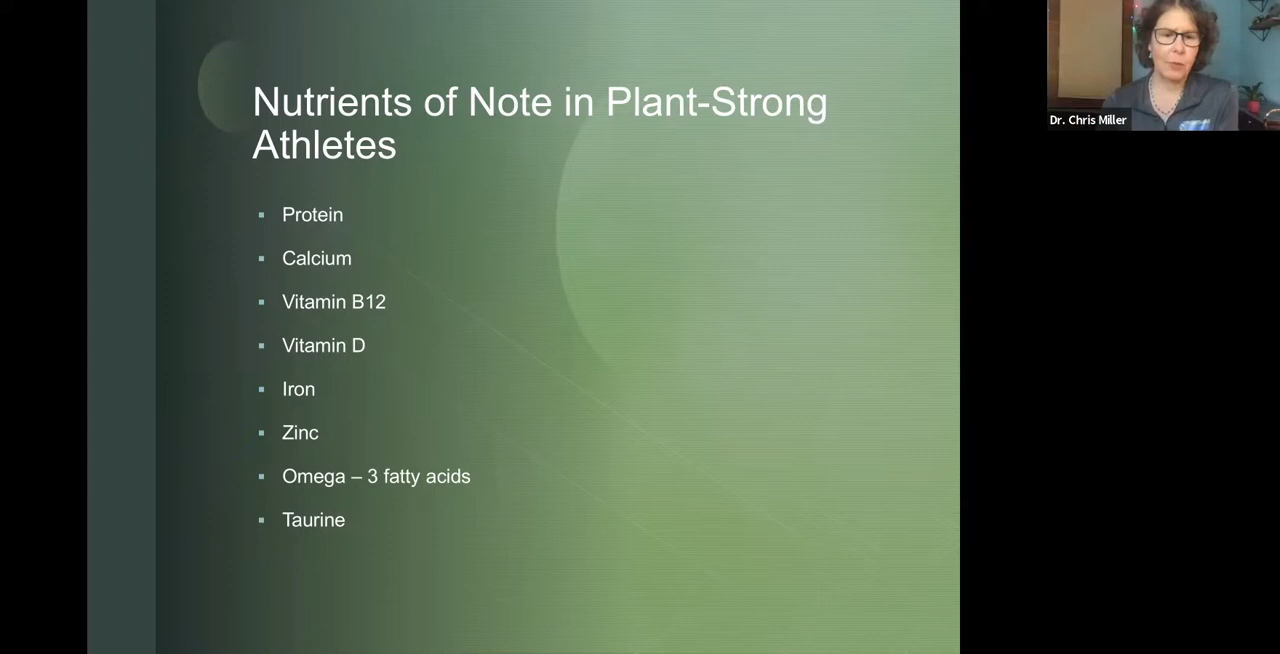 Nutrients of Note in Plant-Strong
Athletes
▪ Protein
▪ Calcium
▪ Vitamin B12
▪ Vitamin D
▪ Iron
▪ Zinc
▪ Omega – 3 fatty acids
▪ Taurine
Dr. Chris Miller